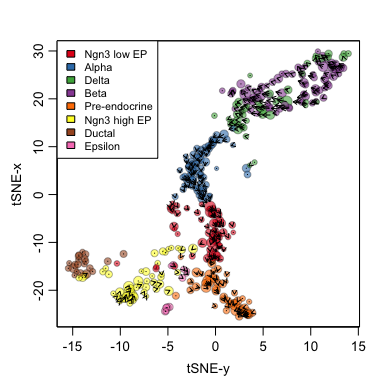 Ngn3 low EP
Alpha
Delta
Beta
Pre-endocrine
Ngn3 high EP
Ductal
Epsilon
30
20
10
0
-10
-20
tSNE-x
-15
-10
-5
0
5
10
15
tSNE-y